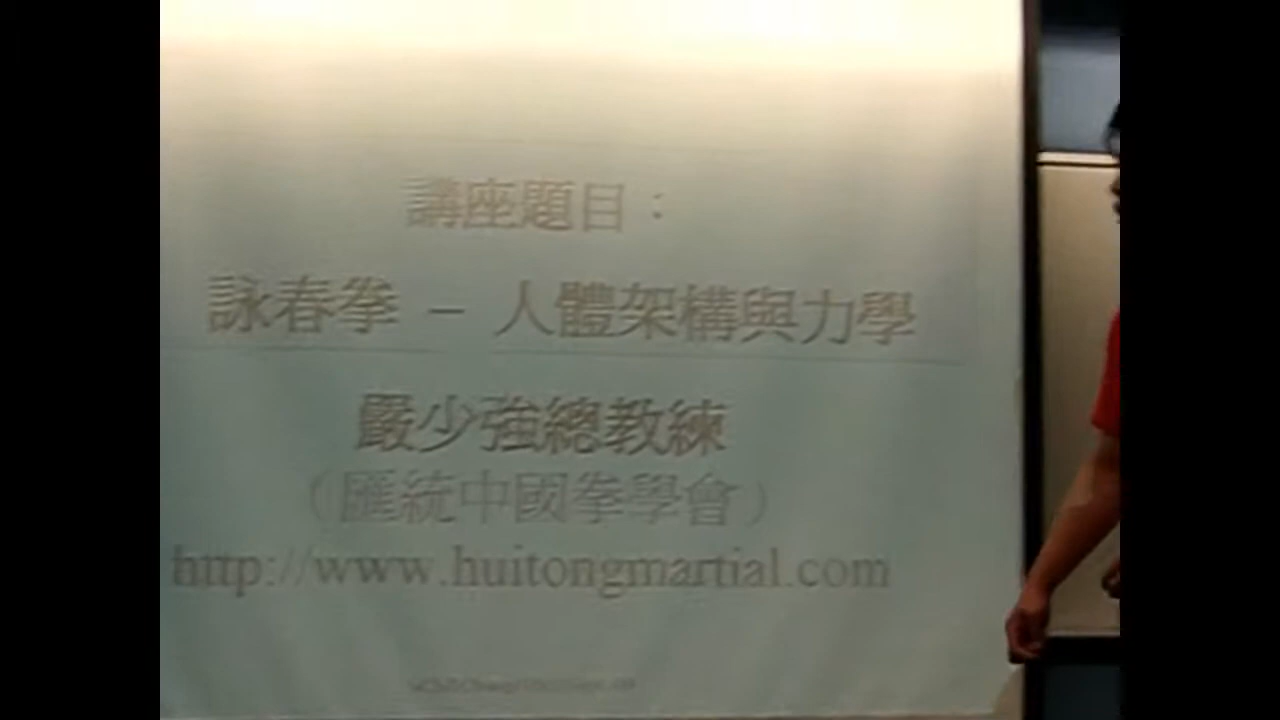 講座題目：
詠春拳 – 人體架構與力學
嚴少強總教練
（匯統中國拳學會）
http://www.huitongmartial.com